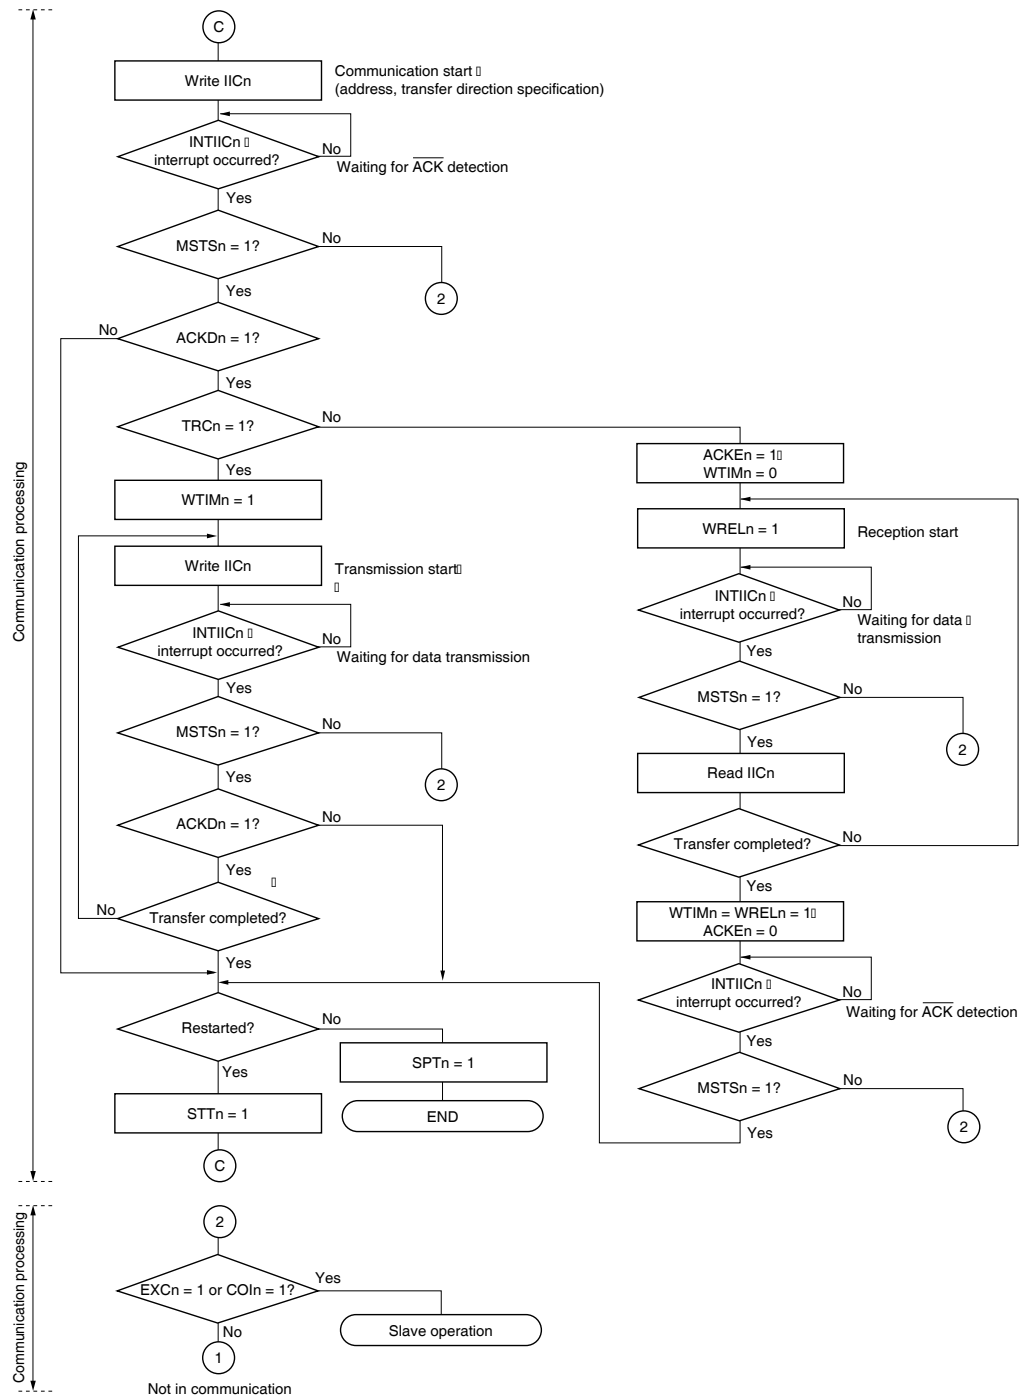 C
Write IICn
Communication start
(address, transfer direction specification)
INTIICn
interrupt occurred?
No
Waiting for ACK detection
Yes
MSTSn = 1?
No
2
Yes
ACKDn = 1?
No
Yes
TRCn = 1?
No
Yes
WTIMn = 1
Write IICn
Transmission start
INTIICn
interrupt occurred?
No
Waiting for data transmission
Yes
MSTSn = 1?
No
2
Yes
ACKDn = 1?
No
Yes
Transfer completed?
No
Yes
Restarted?
No
SPTn = 1
END
Yes
STTn = 1
C
ACKEn = 1
WTIMn = 0
WRELn = 1
Reception start
INTIICn
interrupt occurred?
No
Waiting for data
transmission
Yes
MSTSn = 1?
No
2
Yes
Read IICn
Transfer completed?
No
Yes
WTIMn = WRELn = 1
ACKEn = 0
INTIICn
interrupt occurred?
No
Waiting for ACK detection
Yes
MSTSn = 1?
No
2
Yes
Communication processing
2
EXCn = 1 or COIn = 1?
Yes
Slave operation
No
1
Not in communication
Communication processing